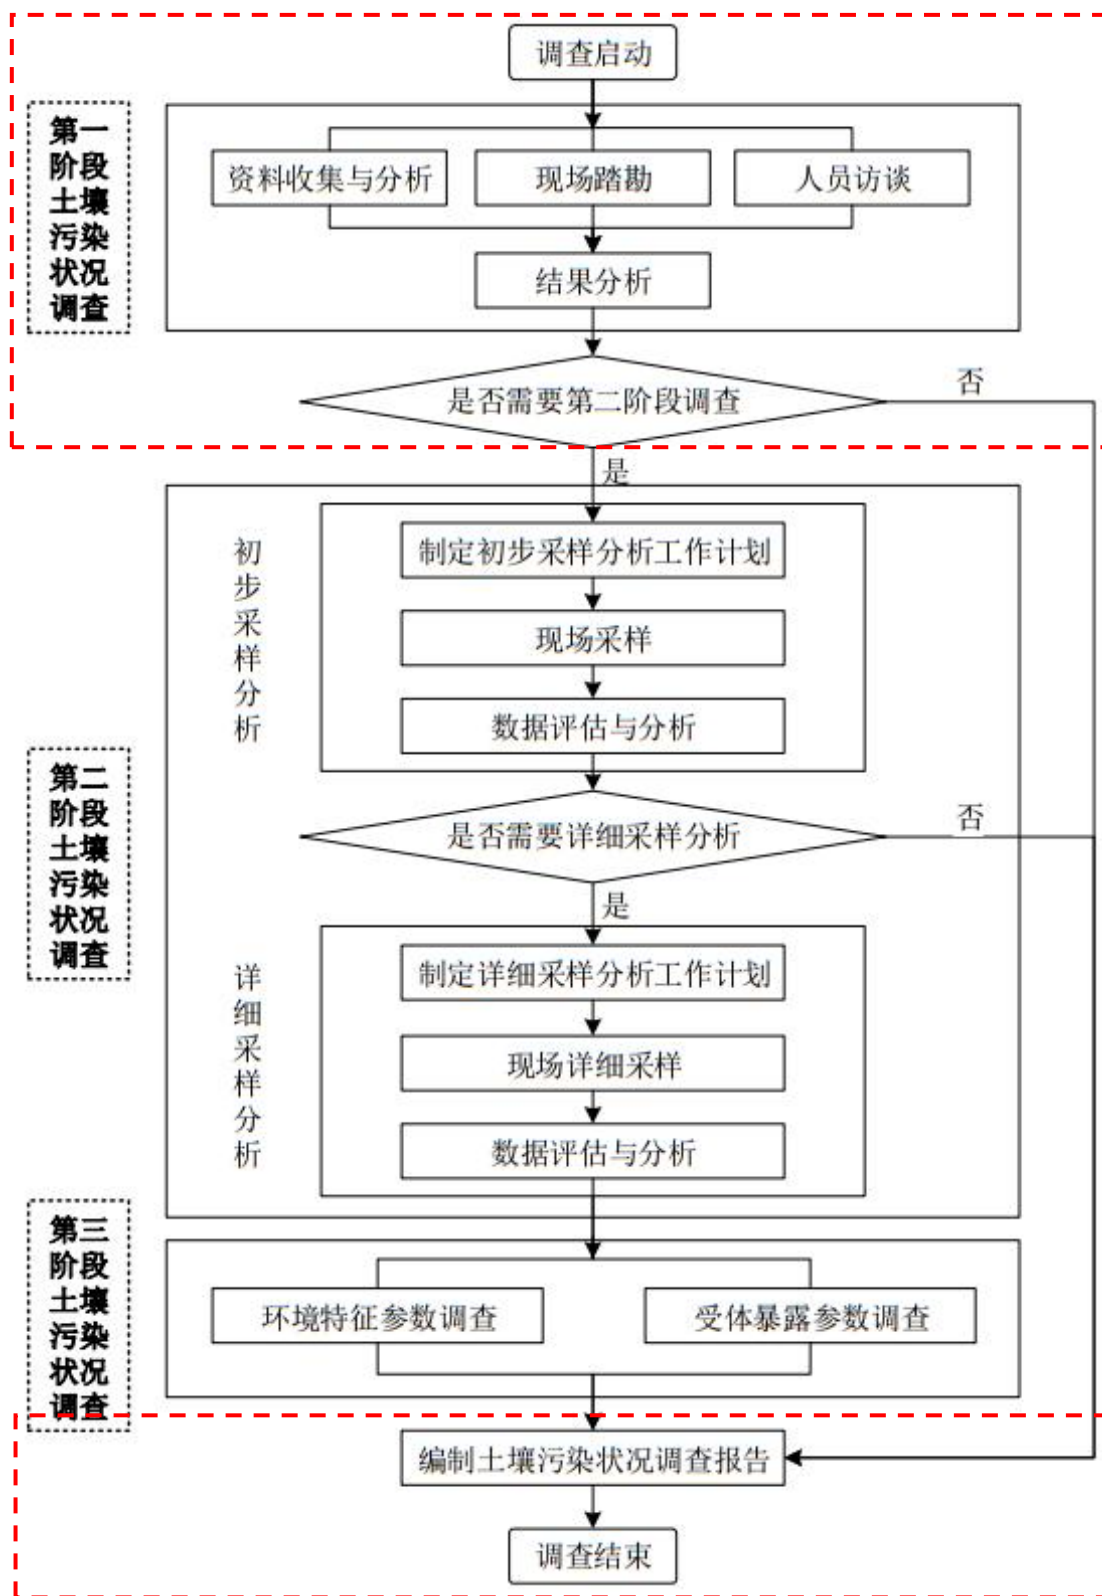 调查启动
第一
阶段
土壤
污染
状况
调查
资料收集与分析
现场踏勘
人员访谈
结果分析
是否需要第二阶段调查
否
是
初
步
采
样
分
析
制定初步采样分析工作计划
现场采样
数据评估与分析
第二
阶段
土壤
污染
状况
调查
是否需要详细采样分析
否
是
详
细
采
样
分
析
制定详细采样分析工作计划
现场详细采样
数据评估与分析
第三
阶段
土壤
污染
状况
调查
环境特征参数调查
受体暴露参数调查
编制土壤污染状况调查报告
调查结束